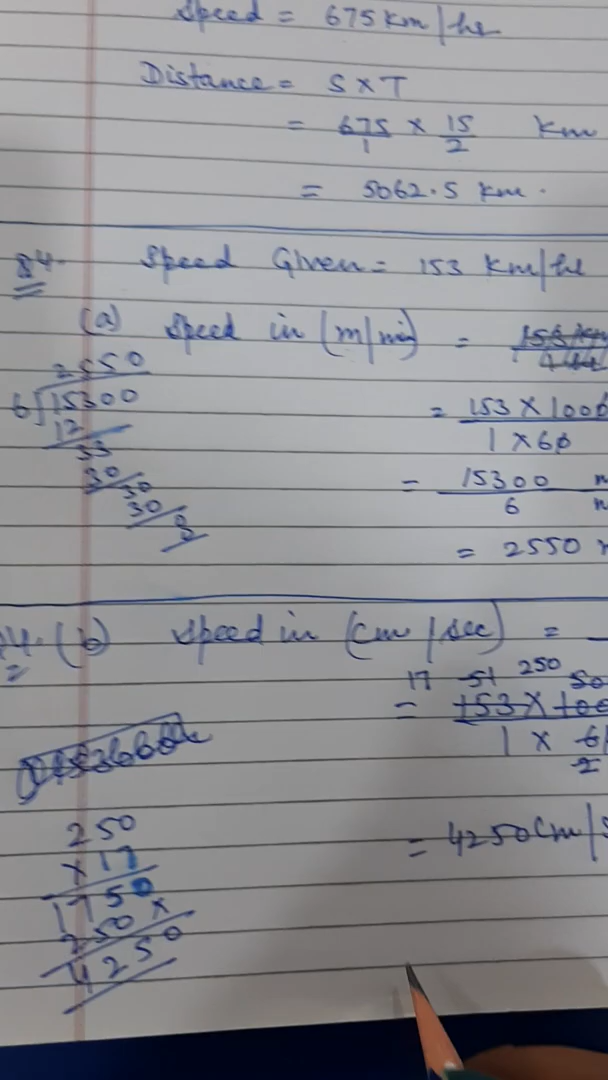 Speed = 675 km/hr
Distance = S × T
= 675/1 × 15/2 Km
= 5062.5 km.
84. Speed Given = 153 Km/hr
(a) Speed in (m/min) =
2550
6)15300
12
33
30
30
30
0
= 153 × 1000
1 × 60
= 15300
6
= 2550
(b) Speed in (cm/sec) =
17 51 250 50
= 153 × 100
1 × 6
2
250
× 17
1750
250×
4250
= 4250 cm/s